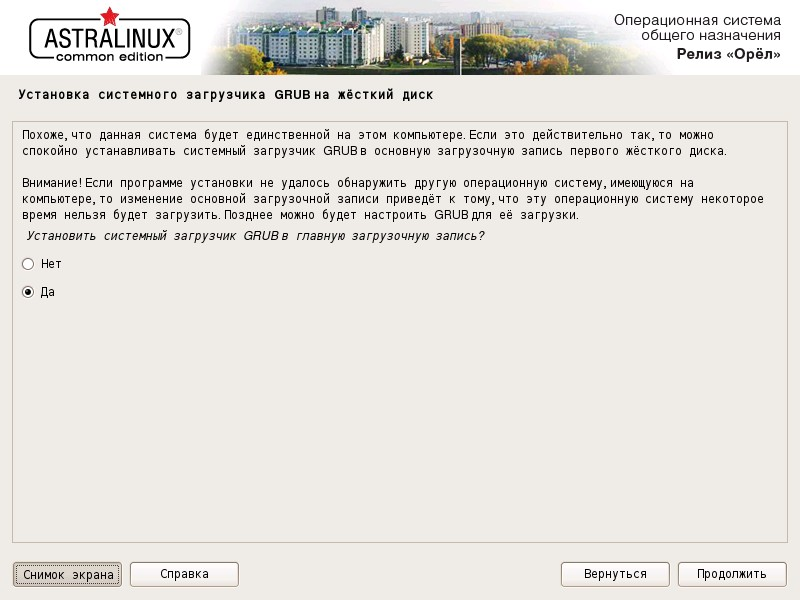 ASTRALINUX®
common edition
Операционная система
общего назначения
Релиз «Орёл»
Установка системного загрузчика GRUB на жёсткий диск
Похоже, что данная система будет единственной на этом компьютере. Если это действительно так, то можно
спокойно устанавливать системный загрузчик GRUB в основную загрузочную запись первого жёсткого диска.
Внимание! Если программе установки не удалось обнаружить другую операционную систему, имеющуюся на
компьютере, то изменение основной загрузочной записи приведёт к тому, что эту операционную систему некоторое
время нельзя будет загрузить. Позднее можно будет настроить GRUB для её загрузки.
Установить системный загрузчик GRUB в главную загрузочную запись?
Нет
Да
Снимок экрана
Справка
Вернуться
Продолжить